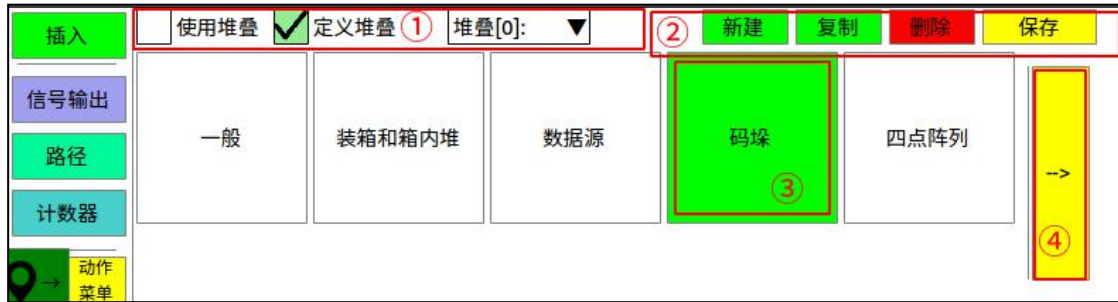 插入
使用堆叠 定义堆叠 ① 堆叠[0]: ▼
② 新建 复制 删除 保存
信号输出
路径
计数器
→ 动作
菜单
一般 装箱和箱内堆 数据源 码垛 四点阵列
③
-->
④